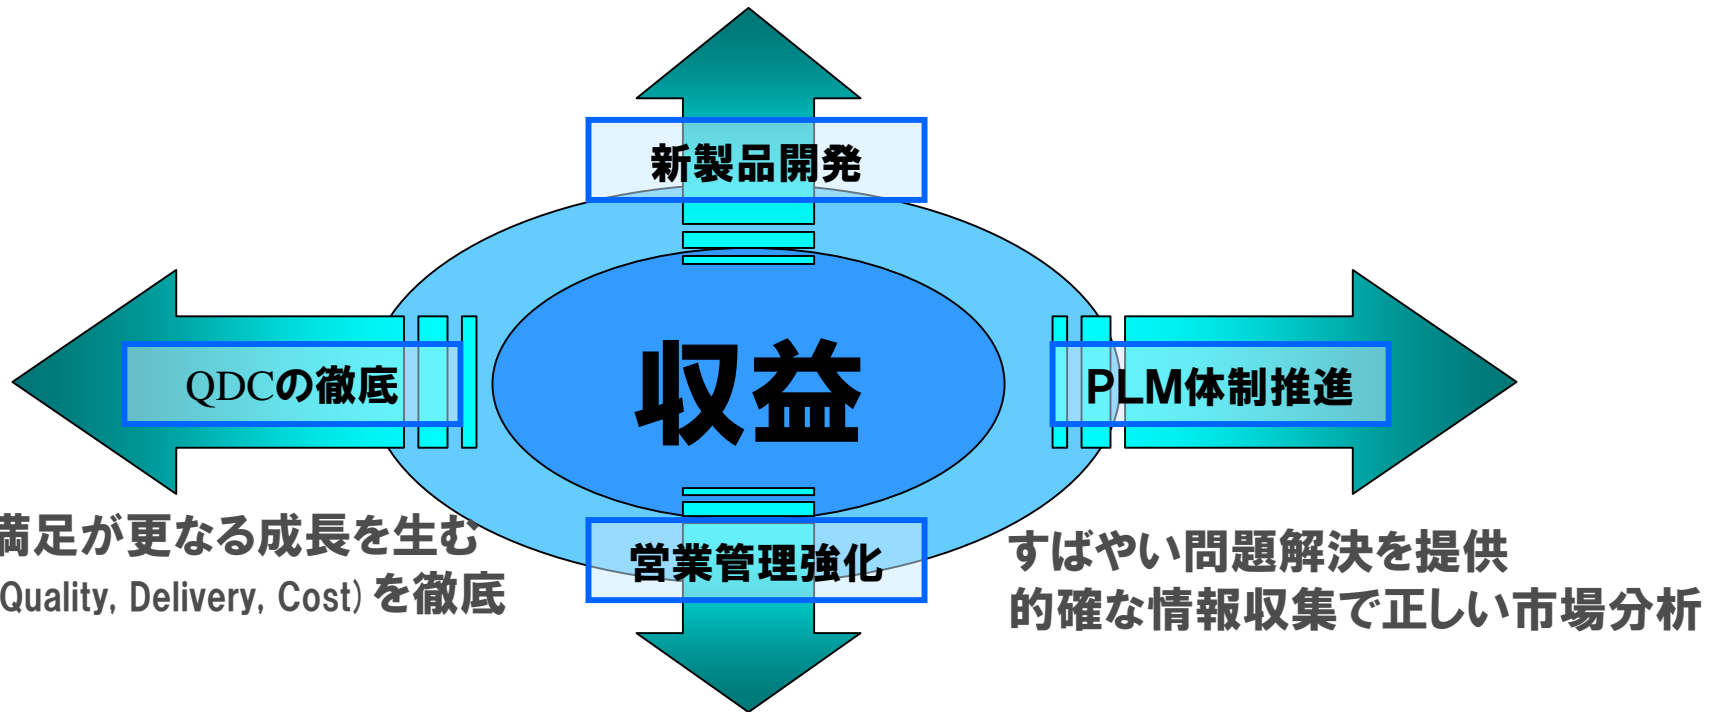 新製品開発
収益
QDCの徹底
PLM体制推進
営業管理強化
満足が更なる成長を生む
Quality, Delivery, Cost)を徹底
すばやい問題解決を提供
的確な情報収集で正しい市場分析